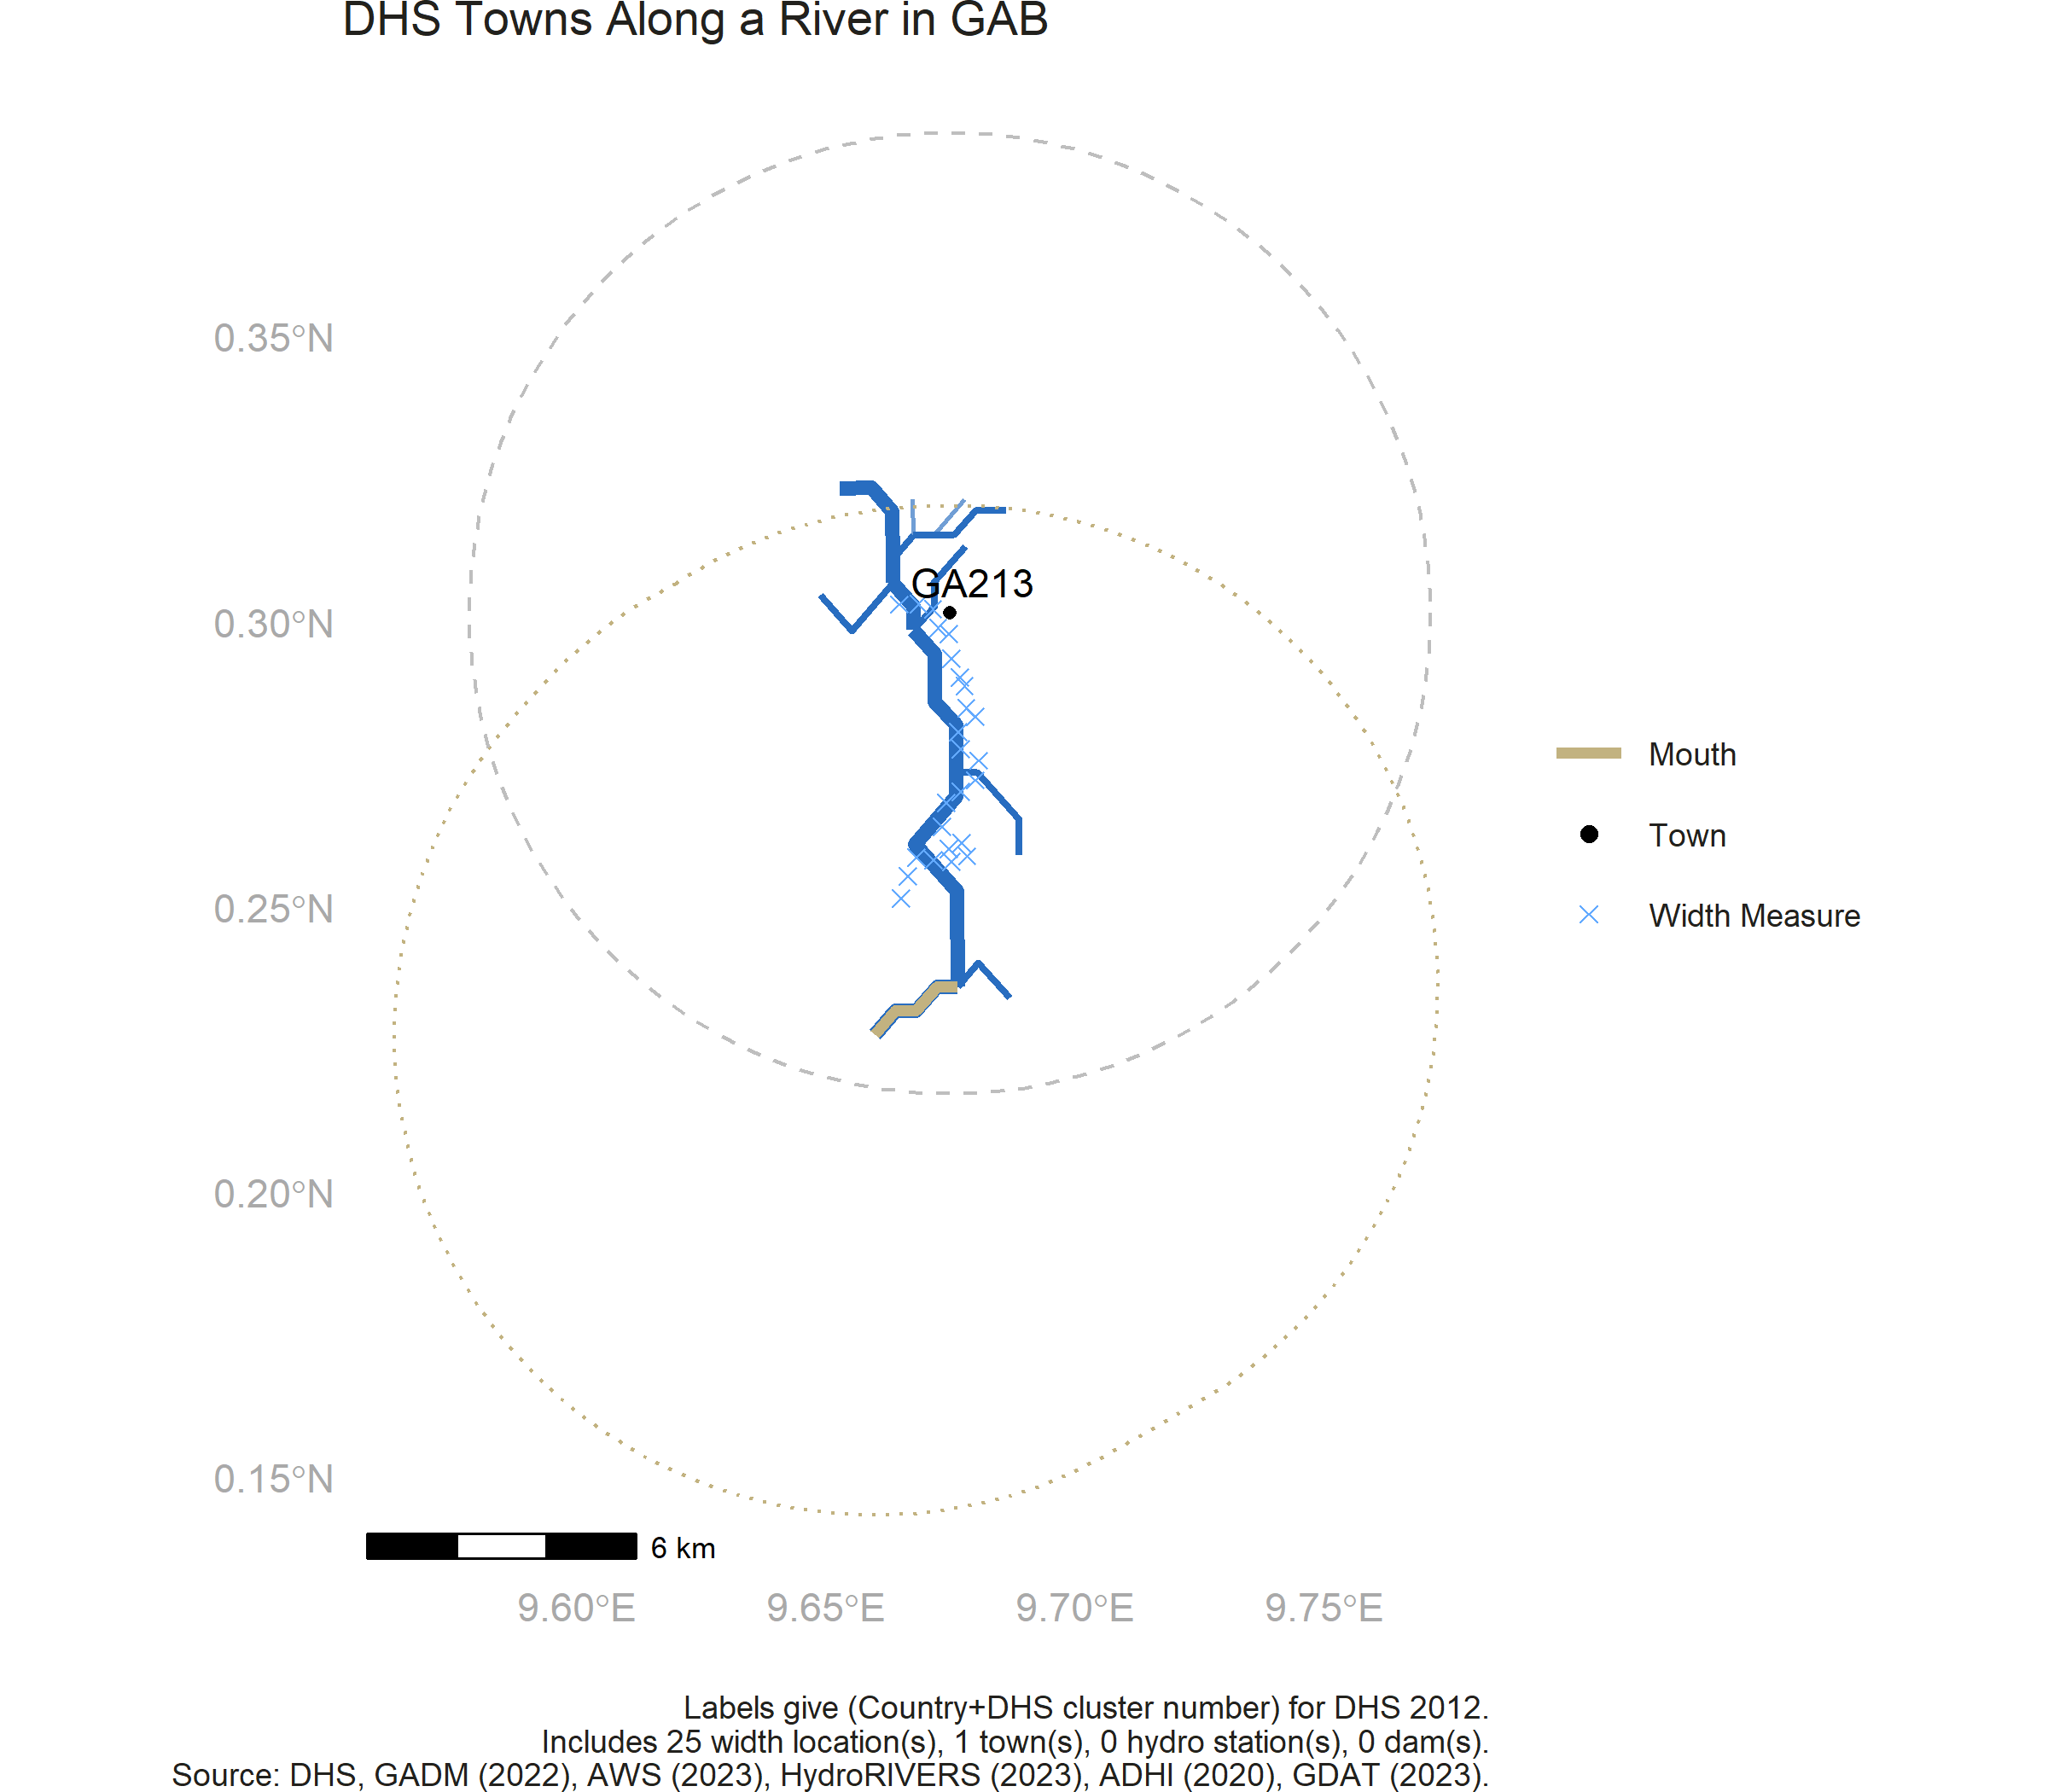 DHS Towns Along a River in GAB
0.35°N
GA213
0.30°N
Mouth
Town
0.25°N
Width Measure
0.20°N
0.15°N
6 km
9.60°E 9.65°E 9.70°E 9.75°E
Labels give (Country+DHS cluster number) for DHS 2012.
Includes 25 width location(s), 1 town(s), 0 hydro station(s), 0 dam(s).
Source: DHS, GADM (2022), AWS (2023), HydroRIVERS (2023), ADHI (2020), GDAT (2023).